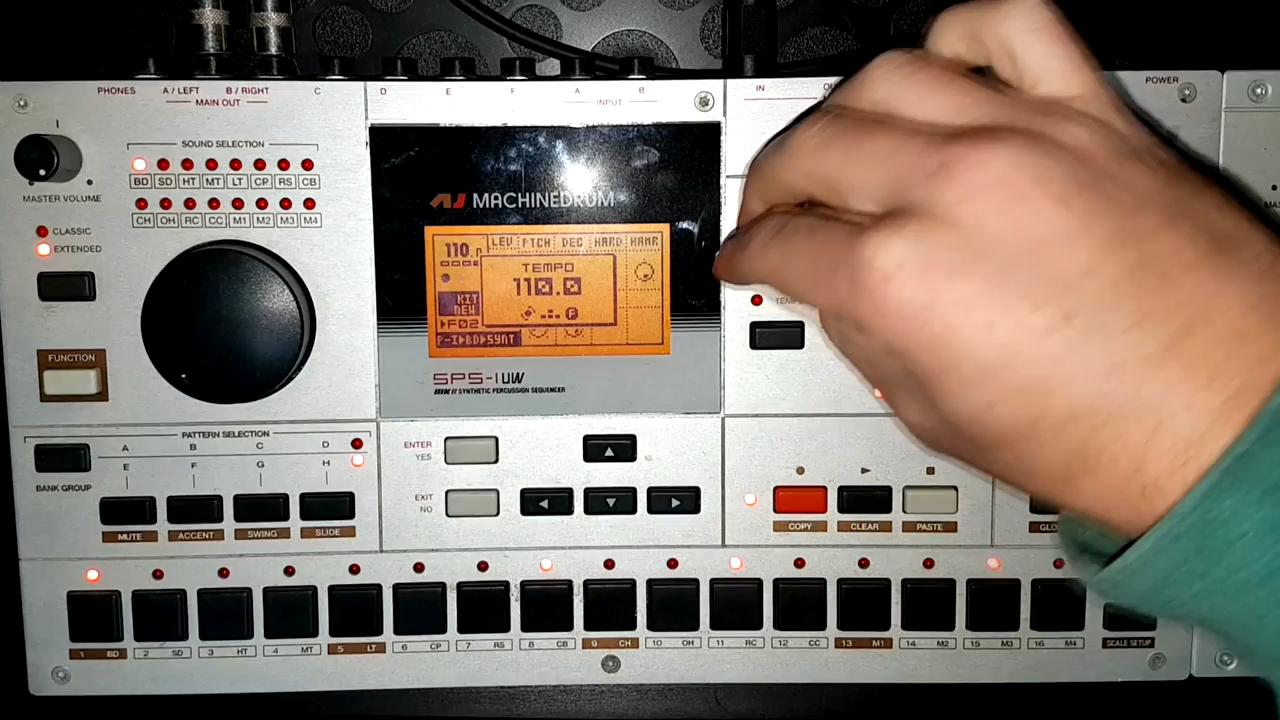 PHONES A / LEFT B / RIGHT C D E F A B
MAIN OUT INPUT
IN
POWER
SOUND SELECTION
BD SD HT MT LT CP RS CB
CH OH RC CC M1 M2 M3 M4
MASTER VOLUME
CLASSIC
EXTENDED
FUNCTION
MACHINEDRUM
110. LEV PTCH DEC HARD HAMR
TEMPO
110.0
F
KIT
NEW
F02
P-I BD SYNT
SPS-1UW
MKII SYNTHETIC PERCUSSION SEQUENCER
PATTERN SELECTION
A B C D
E F G H
BANK GROUP
MUTE ACCENT SWING SLIDE
ENTER
YES
EXIT
NO
COPY CLEAR PASTE
1 BD 2 SD 3 HT 4 MT 5 LT 6 CP 7 RS 8 CB 9 CH 10 OH 11 RC 12 CC 13 M1 14 M2 15 M3 16 M4 SCALE SETUP